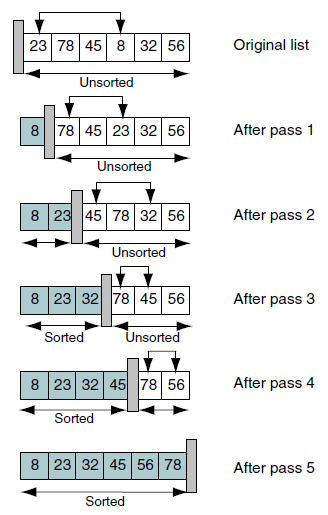 23 78 45 8 32 56 Original list
Unsorted
8 78 45 23 32 56 After pass 1
Unsorted
8 23 45 78 32 56 After pass 2
Unsorted
8 23 32 78 45 56 After pass 3
Sorted Unsorted
8 23 32 45 78 56 After pass 4
Sorted
8 23 32 45 56 78 After pass 5
Sorted